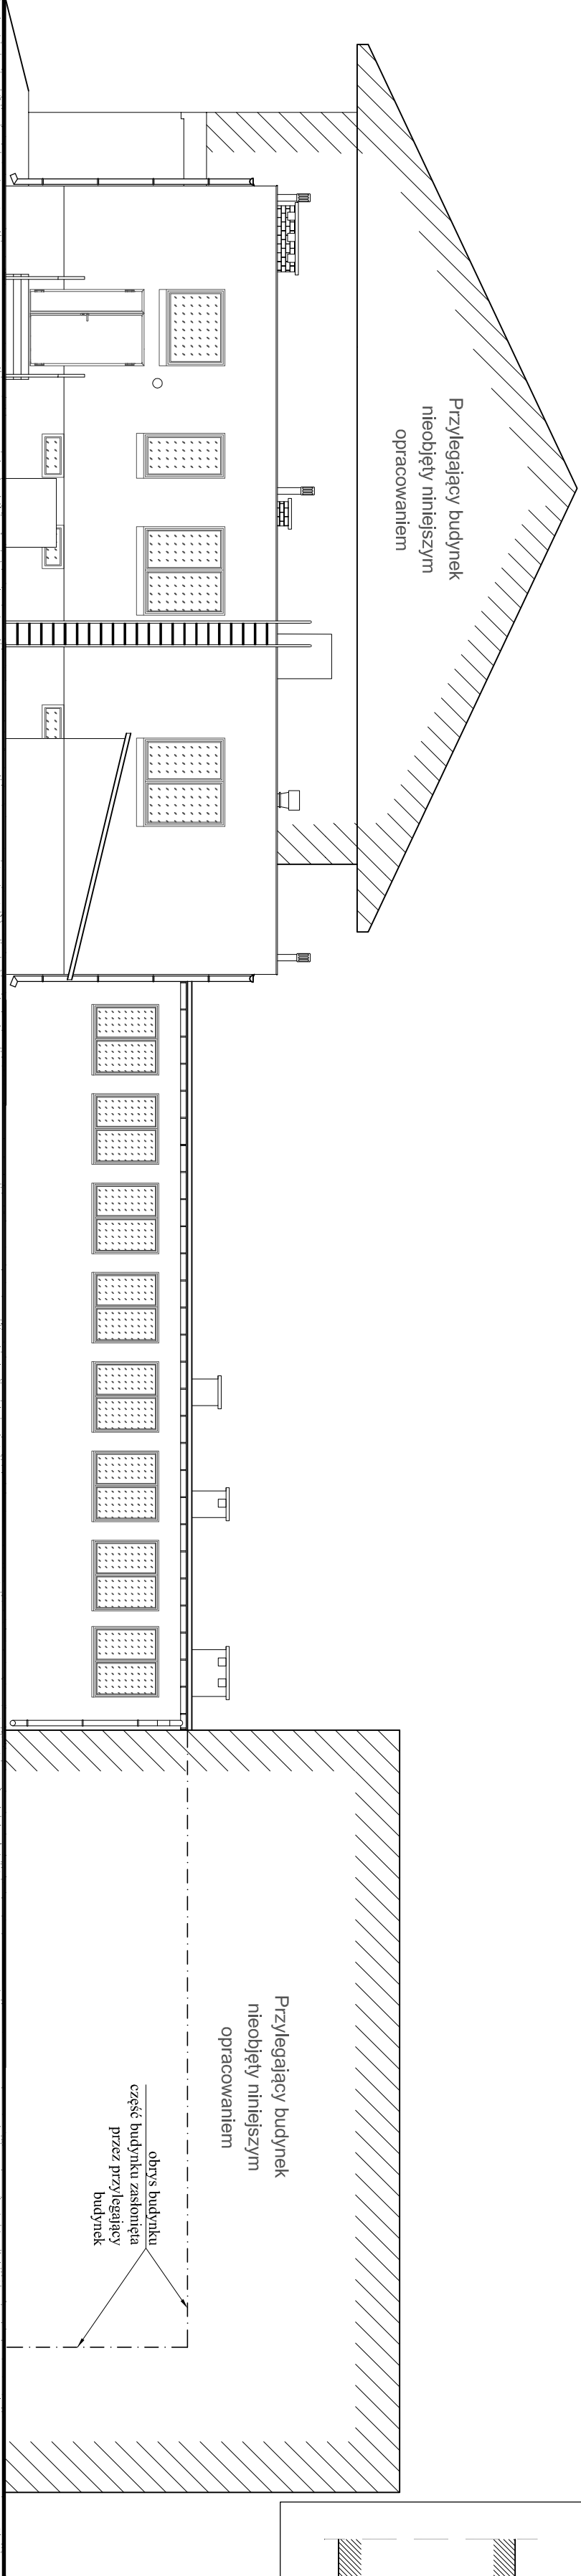 Przylegający budynek
nieobjęty niniejszym
opracowaniem
Przylegający budynek
nieobjęty niniejszym
opracowaniem
obrys budynku
część budynku zasłonięta
przez przylegający
budynek